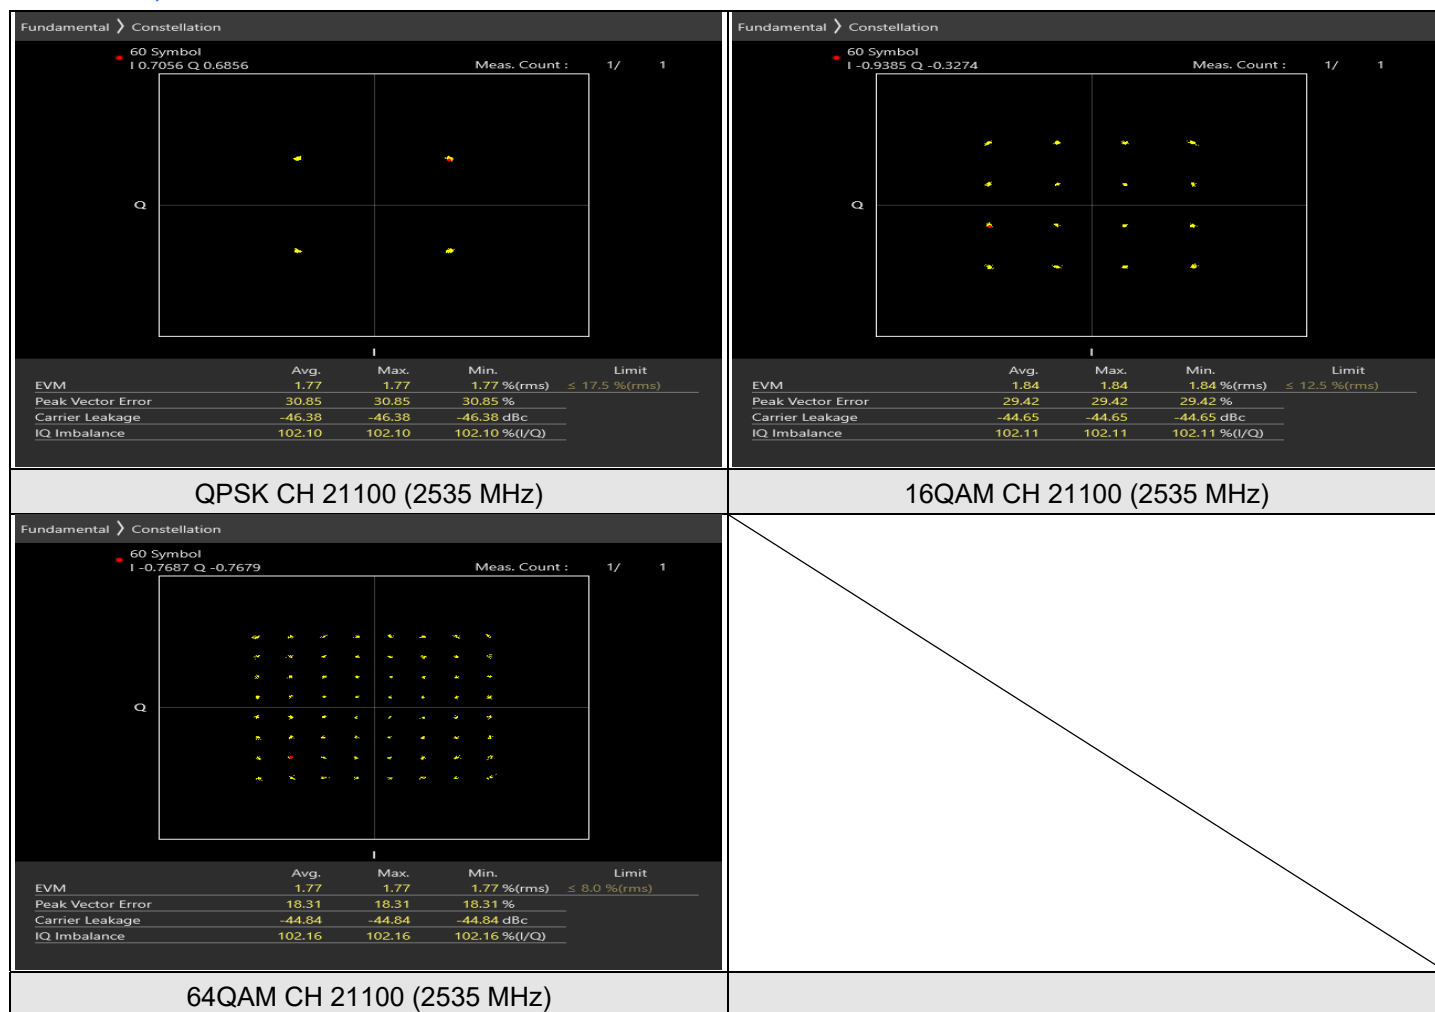 Fundamental ❯ Constellation
60 Symbol
I 0.7056 Q 0.6856 Meas. Count : 1/ 1
Q
I
Avg. Max. Min. Limit
EVM 1.77 1.77 1.77 %(rms) ≤ 17.5 %(rms)
Peak Vector Error 30.85 30.85 30.85 %
Carrier Leakage -46.38 -46.38 -46.38 dBc
IQ Imbalance 102.10 102.10 102.10 %(I/Q)
QPSK CH 21100 (2535 MHz)
Fundamental ❯ Constellation
60 Symbol
I -0.9385 Q -0.3274 Meas. Count : 1/ 1
Q
I
Avg. Max. Min. Limit
EVM 1.84 1.84 1.84 %(rms) ≤ 12.5 %(rms)
Peak Vector Error 29.42 29.42 29.42 %
Carrier Leakage -44.65 -44.65 -44.65 dBc
IQ Imbalance 102.11 102.11 102.11 %(I/Q)
16QAM CH 21100 (2535 MHz)
Fundamental ❯ Constellation
60 Symbol
I -0.7687 Q -0.7679 Meas. Count : 1/ 1
Q
I
Avg. Max. Min. Limit
EVM 1.77 1.77 1.77 %(rms) ≤ 8.0 %(rms)
Peak Vector Error 18.31 18.31 18.31 %
Carrier Leakage -44.84 -44.84 -44.84 dBc
IQ Imbalance 102.16 102.16 102.16 %(I/Q)
64QAM CH 21100 (2535 MHz)